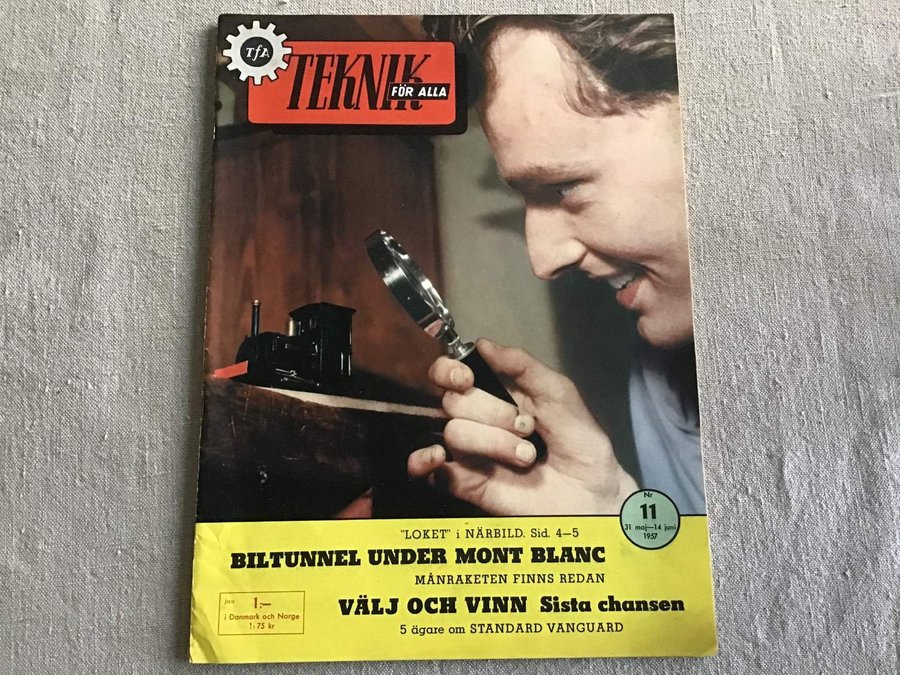 TfA
TEKNIK
FÖR ALLA
Nr
11
31 maj—14 juni
1957
"LOKET" i NÄRBILD. Sid. 4—5
BILTUNNEL UNDER MONT BLANC
MÅNRAKETEN FINNS REDAN
VÄLJ OCH VINN Sista chansen
5 ägare om STANDARD VANGUARD
PRIS
1:—
i Danmark och Norge
1:75 kr